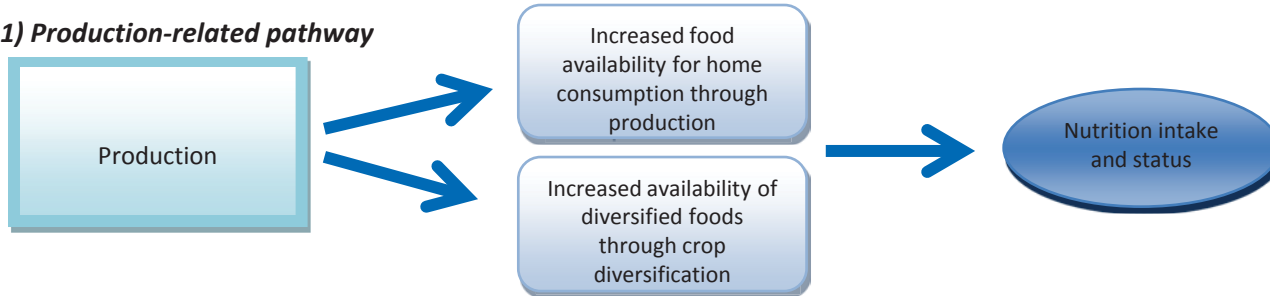 1) Production-related pathway
Production
Increased food
availability for home
consumption through
production
Increased availability of
diversified foods
through crop
diversification
Nutrition intake
and status